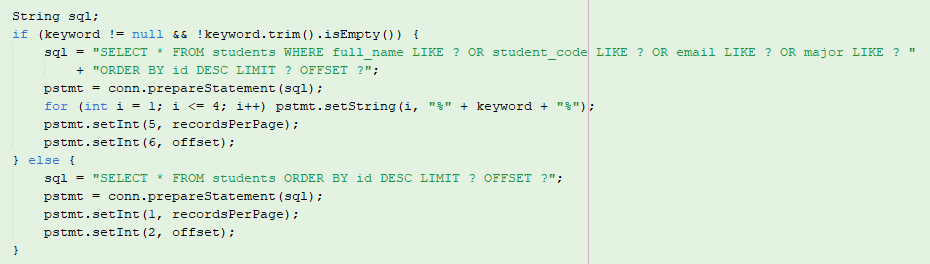 String sql;
if (keyword != null && !keyword.trim().isEmpty()) {
    sql = "SELECT * FROM students WHERE full_name LIKE ? OR student_code LIKE ? OR email LIKE ? OR major LIKE ? "
        + "ORDER BY id DESC LIMIT ? OFFSET ?";
    pstmt = conn.prepareStatement(sql);
    for (int i = 1; i <= 4; i++) pstmt.setString(i, "%" + keyword + "%");
    pstmt.setInt(5, recordsPerPage);
    pstmt.setInt(6, offset);
} else {
    sql = "SELECT * FROM students ORDER BY id DESC LIMIT ? OFFSET ?";
    pstmt = conn.prepareStatement(sql);
    pstmt.setInt(1, recordsPerPage);
    pstmt.setInt(2, offset);
}